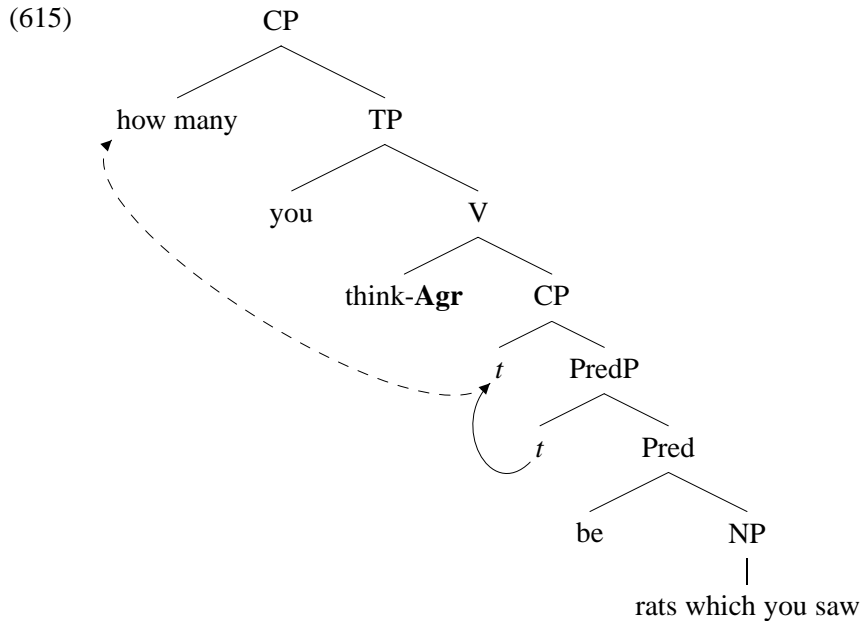 (615) CP
how many TP
you V
think-Agr CP
t PredP
t Pred
be NP
rats which you saw